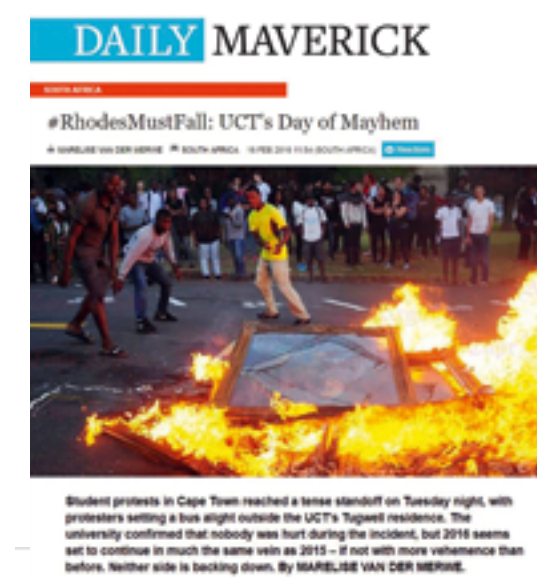 DAILY MAVERICK
SOUTH AFRICA
#RhodesMustFall: UCT's Day of Mayhem
MARELISE VAN DER MERWE SOUTH AFRICA
Student protests in Cape Town reached a tense standoff on Tuesday night, with
protesters setting a bus alight outside the UCT's Tugwell residence. The
university confirmed that nobody was hurt during the incident, but 2016 seems
set to continue in much the same vein as 2015 – if not with more vehemence than
before. Neither side is backing down. By MARELISE VAN DER MERWE.